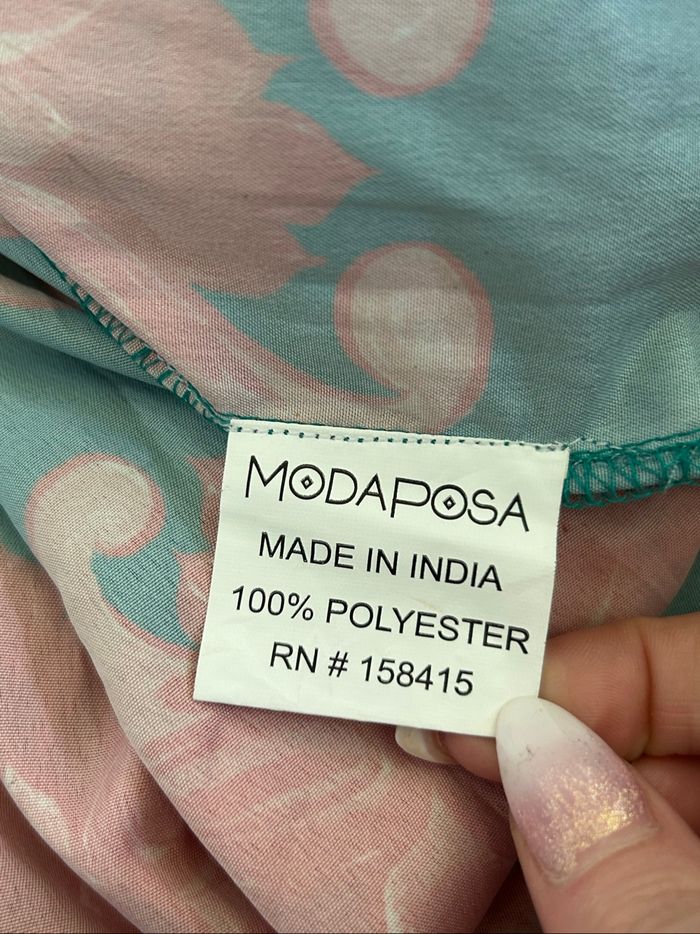 MODAPOSA
MADE IN INDIA
100% POLYESTER
RN # 158415